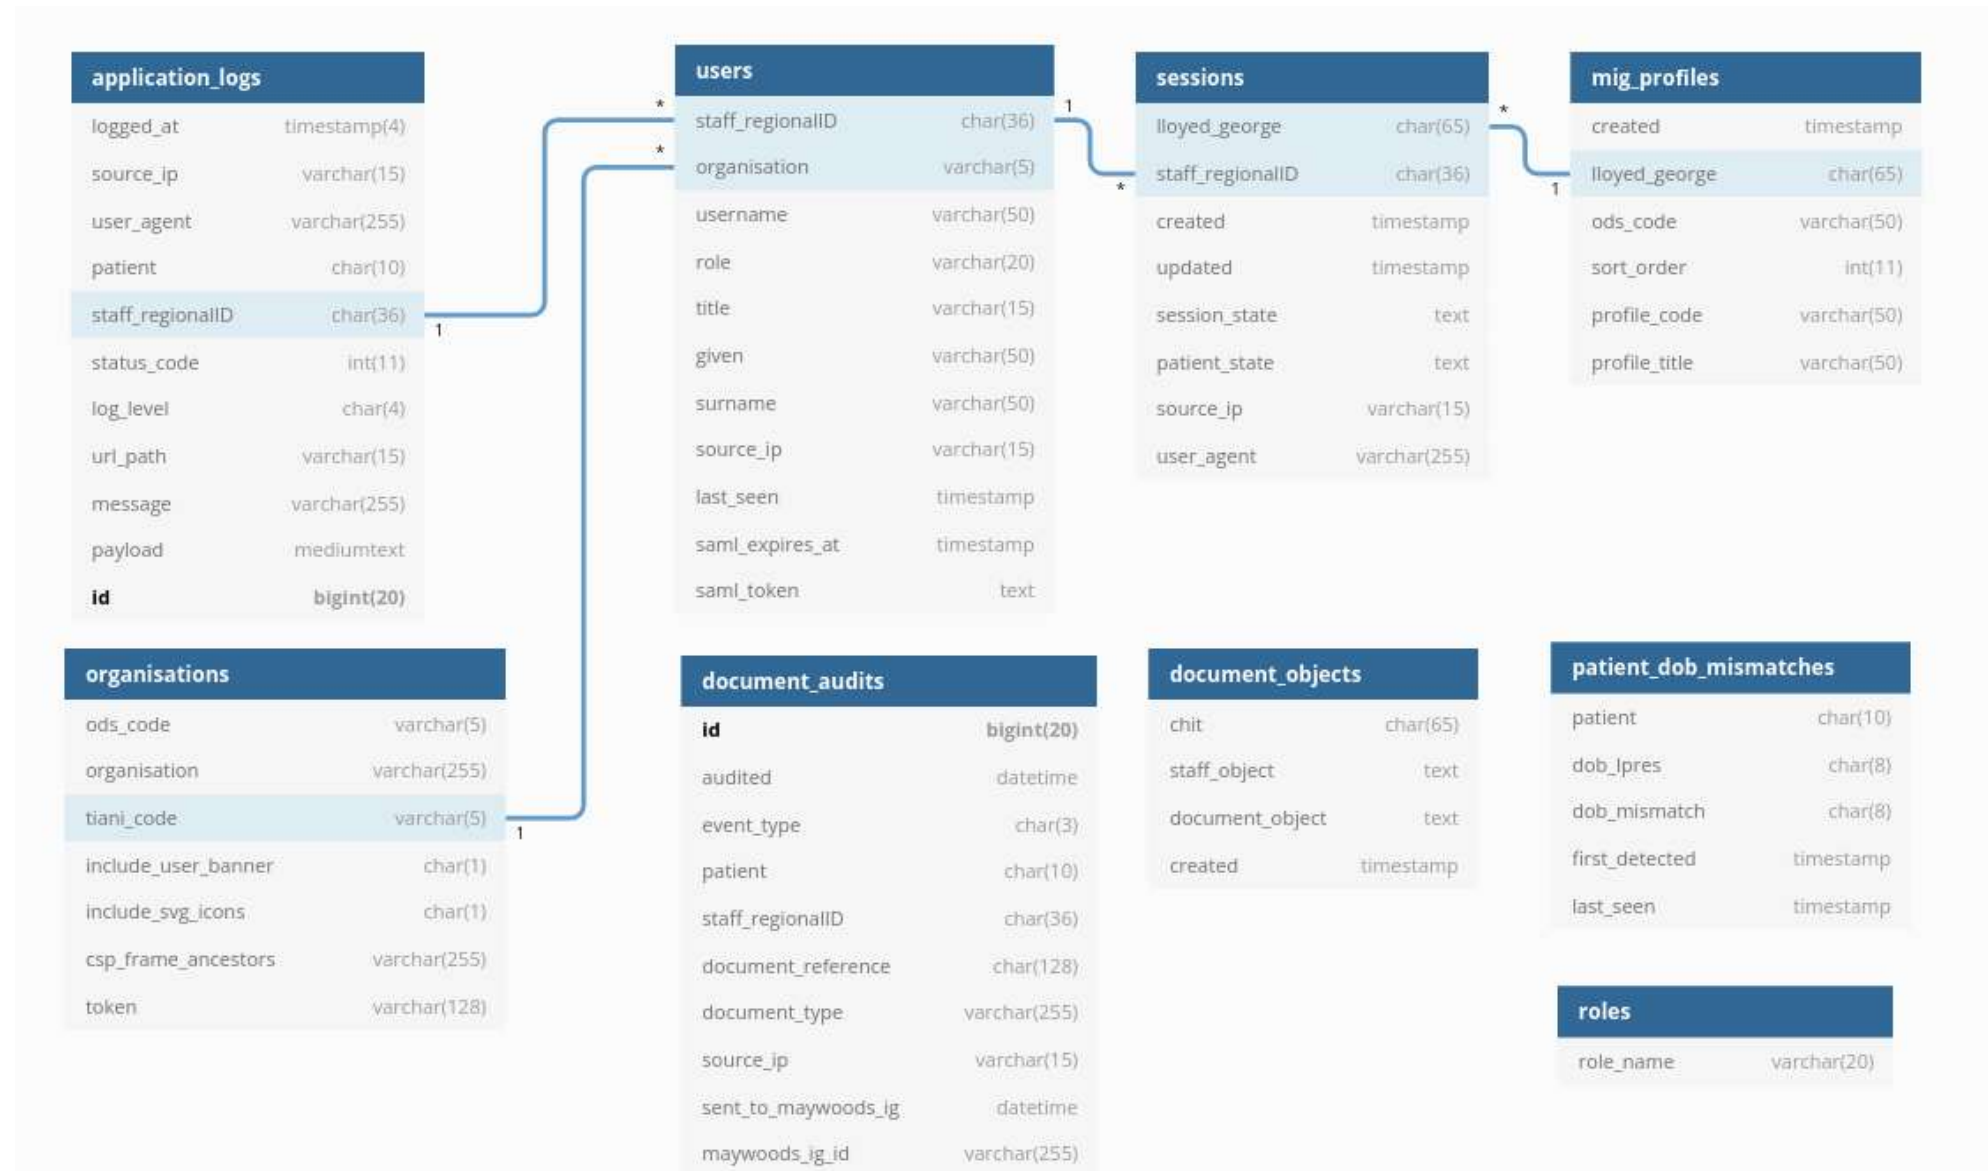 application_logs
logged_at timestamp(4)
source_ip varchar(15)
user_agent varchar(255)
patient char(10)
staff_regionalID char(36)
status_code int(11)
log_level char(4)
url_path varchar(15)
message varchar(255)
payload mediumtext
id bigint(20)
1
*
*
users
staff_regionalID char(36)
organisation varchar(5)
username varchar(50)
role varchar(20)
title varchar(15)
given varchar(50)
surname varchar(50)
source_ip varchar(15)
last_seen timestamp
saml_expires_at timestamp
saml_token text
1
*
sessions
lloyed_george char(65)
staff_regionalID char(36)
created timestamp
updated timestamp
session_state text
patient_state text
source_ip varchar(15)
user_agent varchar(255)
*
1
mig_profiles
created timestamp
lloyed_george char(65)
ods_code varchar(50)
sort_order int(11)
profile_code varchar(50)
profile_title varchar(50)
organisations
ods_code varchar(5)
organisation varchar(255)
tiani_code varchar(5)
include_user_banner char(1)
include_svg_icons char(1)
csp_frame_ancestors varchar(255)
token varchar(128)
1
document_audits
id bigint(20)
audited datetime
event_type char(3)
patient char(10)
staff_regionalID char(36)
document_reference char(128)
document_type varchar(255)
source_ip varchar(15)
sent_to_maywoods_ig datetime
maywoods_ig_id varchar(255)
document_objects
chit char(65)
staff_object text
document_object text
created timestamp
patient_dob_mismatches
patient char(10)
dob_lpres char(8)
dob_mismatch char(8)
first_detected timestamp
last_seen timestamp
roles
role_name varchar(20)